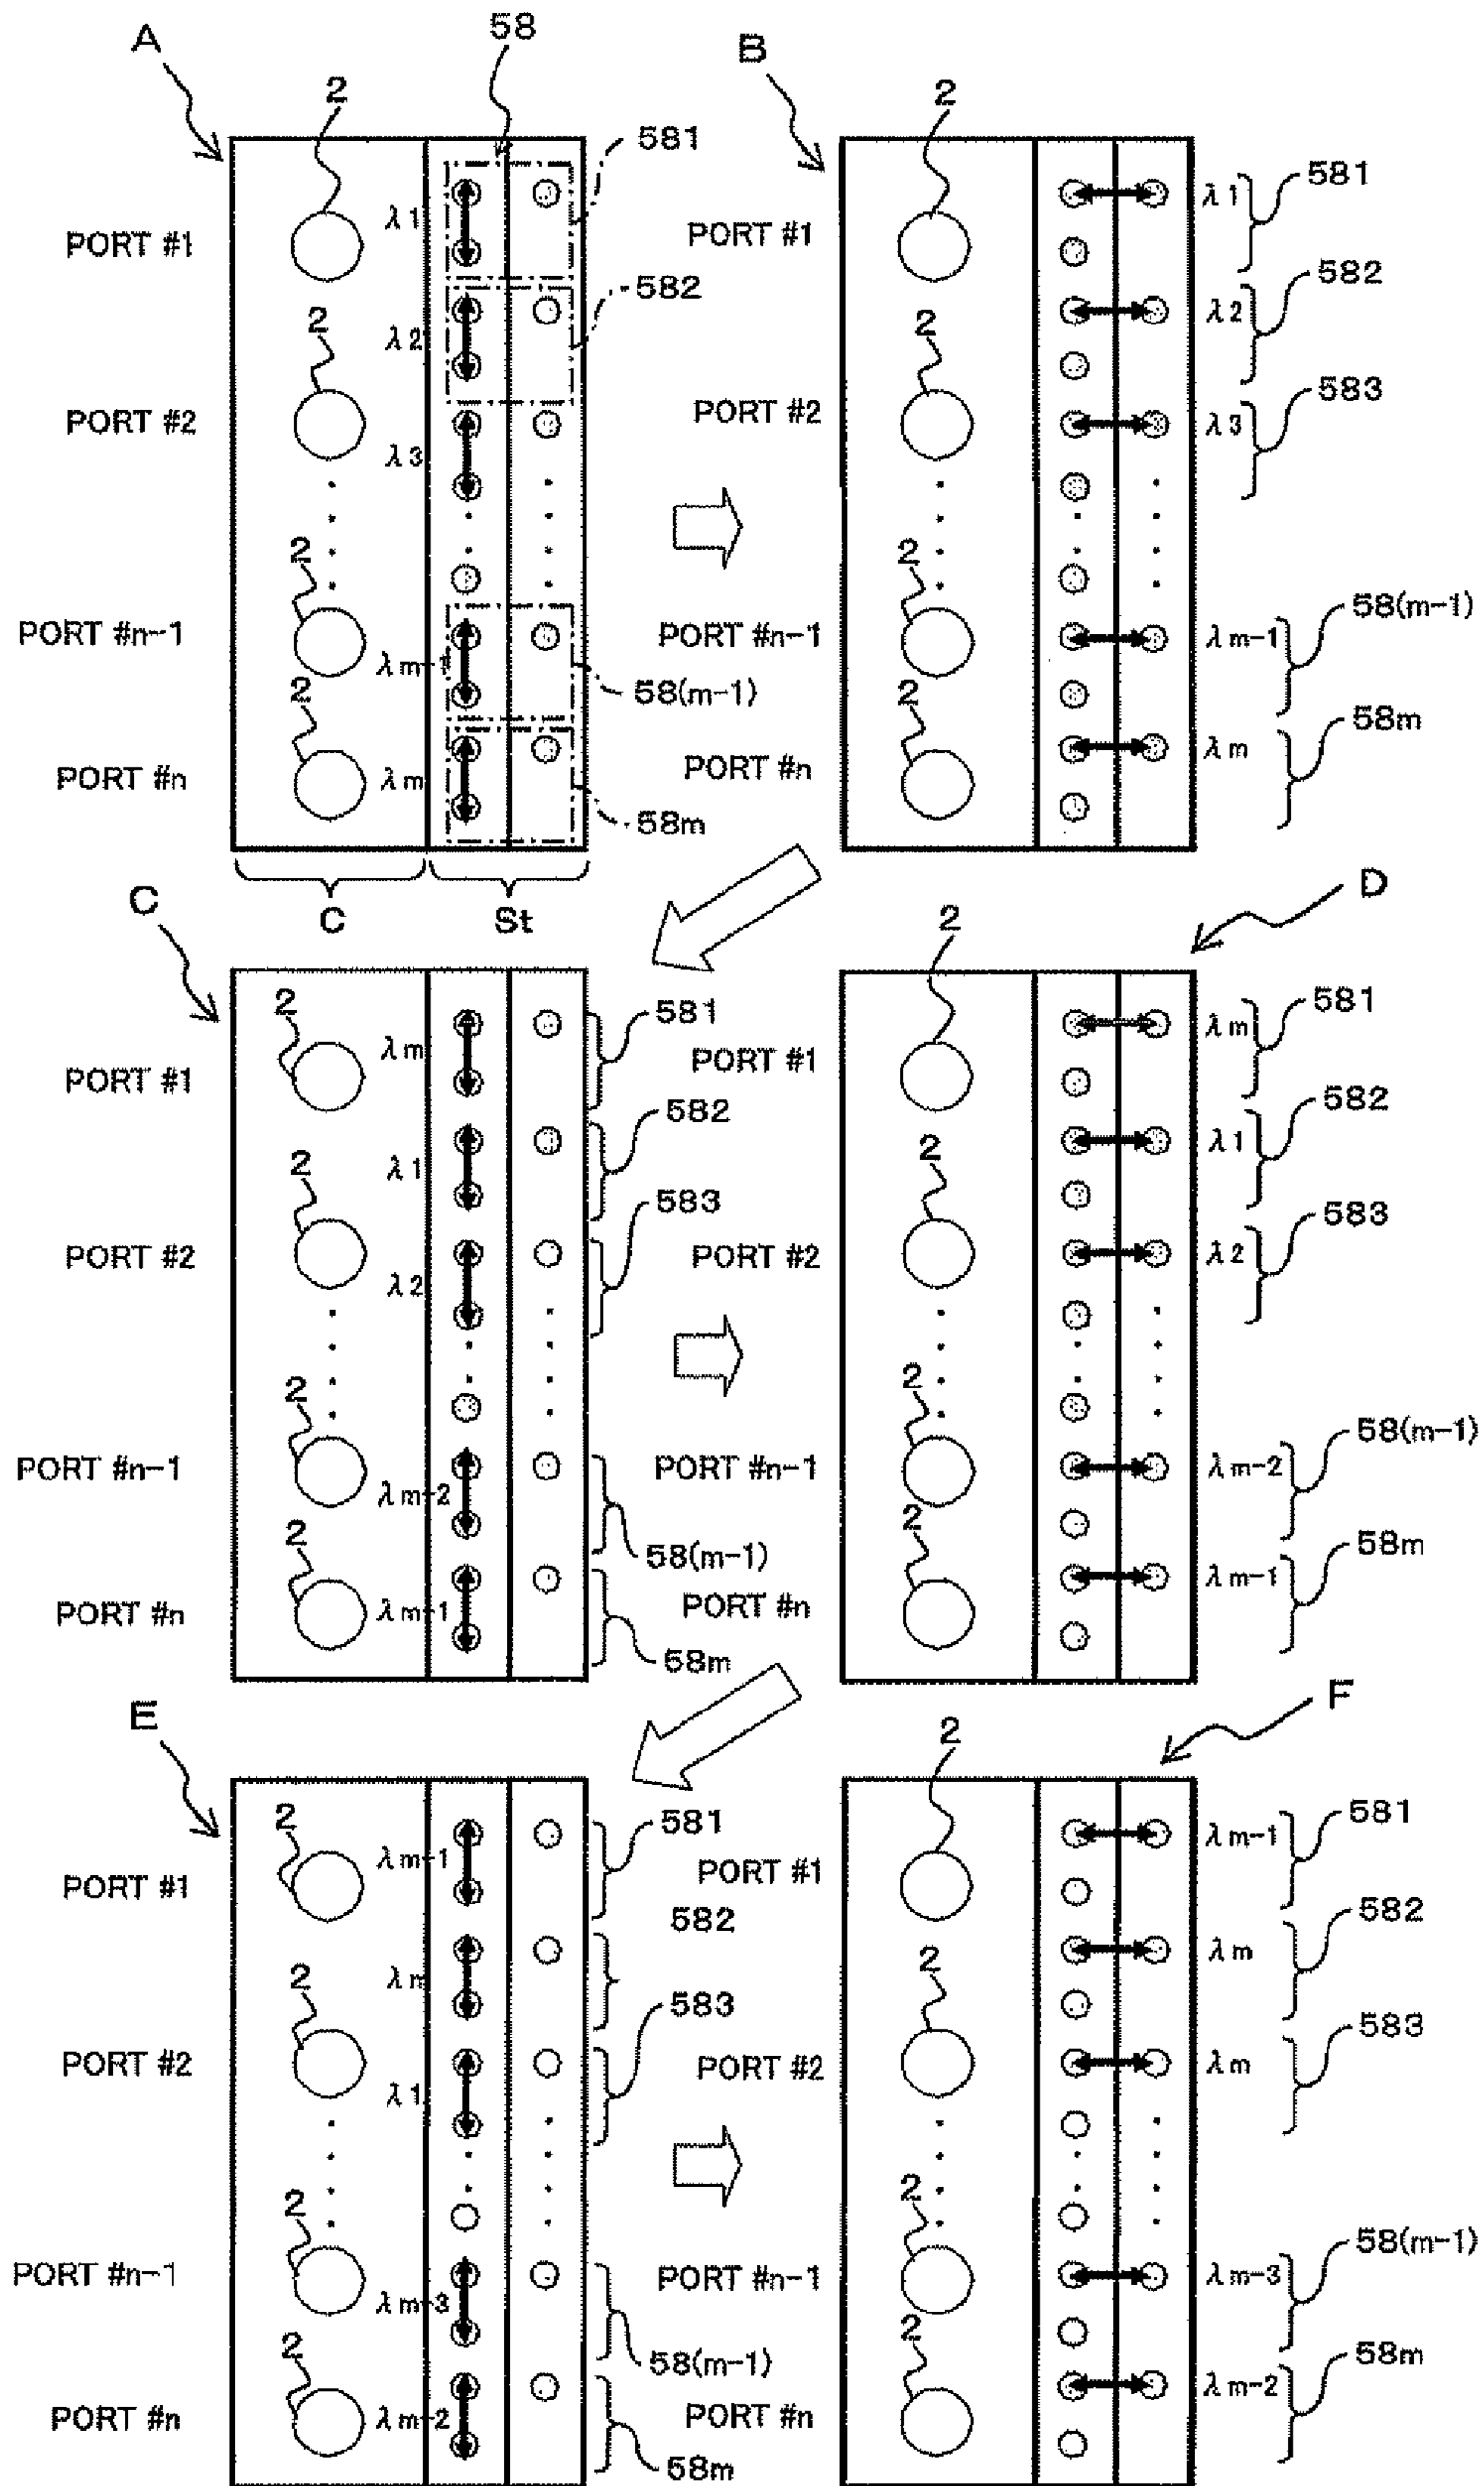 A
58
2
581
λ1
PORT #1
582
2
λ2
PORT #2
λ3
2
PORT #n-1
λm-1
58(m-1)
2
PORT #n
λm
58m
C
St
B
2
581
λ1
PORT #1
582
λ2
2
583
PORT #2
λ3
2
PORT #n-1
58(m-1)
λm-1
2
58m
λm
PORT #n
C
2
581
λm
PORT #1
582
2
λ1
583
PORT #2
λ2
2
PORT #n-1
λm-2
2
58(m-1)
λm-1
PORT #n
58m
D
2
581
λm
PORT #1
582
2
λ1
583
PORT #2
λ2
2
58(m-1)
PORT #n-1
λm-2
2
58m
λm-1
PORT #n
E
2
581
λm-1
PORT #1
582
2
λm
583
PORT #2
λ1
2
PORT #n-1
λm-3
2
58(m-1)
PORT #n
λm-2
58m
F
2
581
λm-1
PORT #1
582
2
λm
583
PORT #2
λm
2
58(m-1)
PORT #n-1
λm-3
2
58m
λm-2
PORT #n